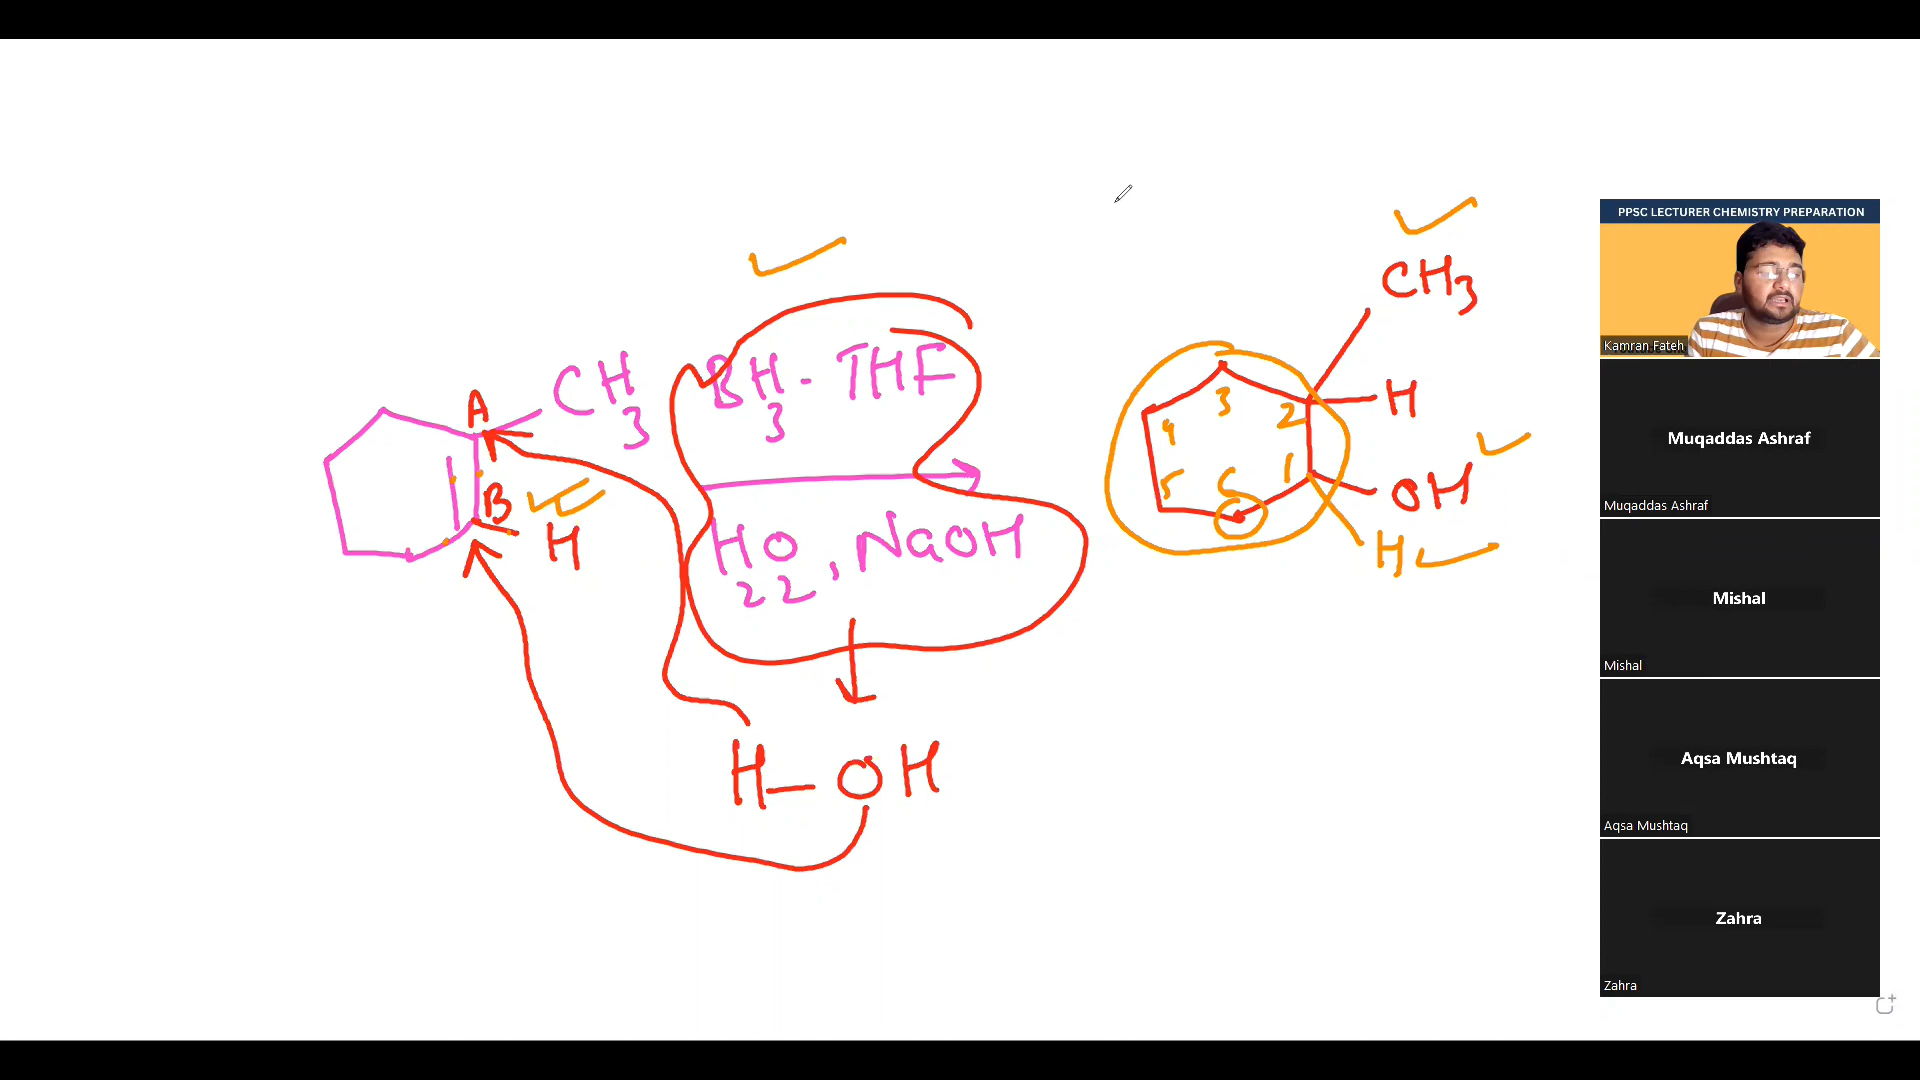 CH3
A
B
H
BH3 - THF
H2O2, NaOH
H - OH
CH3
H
OH
H
1
2
3
4
5
6
PPSC LECTURER CHEMISTRY PREPARATION
Kamran Fateh
Muqaddas Ashraf
Muqaddas Ashraf
Mishal
Mishal
Aqsa Mushtaq
Aqsa Mushtaq
Zahra
Zahra